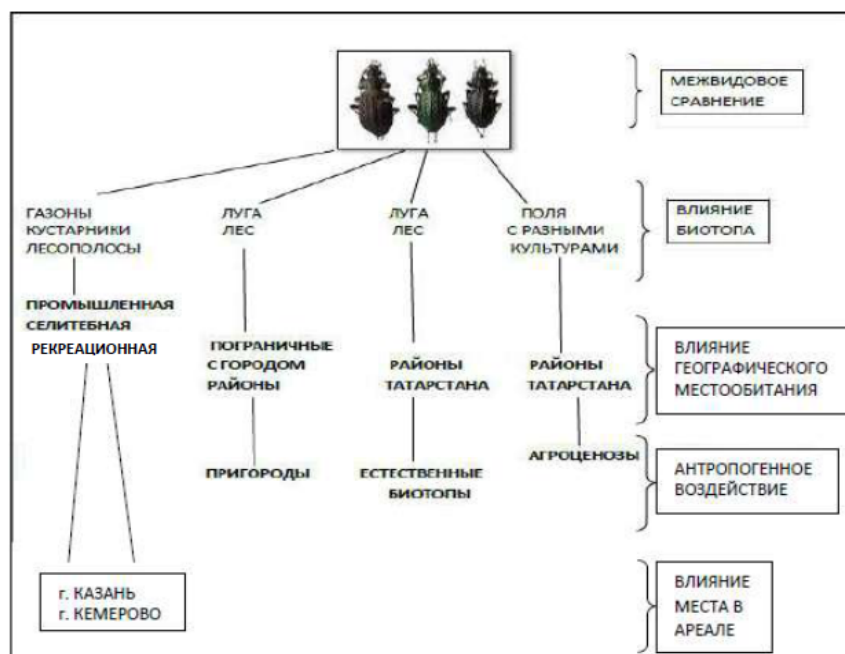 МЕЖВИДОВОЕ
СРАВНЕНИЕ
ГАЗОНЫ
КУСТАРНИКИ
ЛЕСОПОЛОСЫ
ЛУГА
ЛЕС
ЛУГА
ЛЕС
ПОЛЯ
С РАЗНЫМИ
КУЛЬТУРАМИ
ВЛИЯНИЕ
БИОТОПА
ПРОМЫШЛЕННАЯ
СЕЛИТЕБНАЯ
РЕКРЕАЦИОННАЯ
ПОГРАНИЧНЫЕ
С ГОРОДОМ
РАЙОНЫ
РАЙОНЫ
ТАТАРСТАНА
РАЙОНЫ
ТАТАРСТАНА
ВЛИЯНИЕ
ГЕОГРАФИЧЕСКОГО
МЕСТООБИТАНИЯ
ПРИГОРОДЫ
ЕСТЕСТВЕННЫЕ
БИОТОПЫ
АГРОЦЕНОЗЫ
АНТРОПОГЕННОЕ
ВОЗДЕЙСТВИЕ
г. КАЗАНЬ
г. КЕМЕРОВО
ВЛИЯНИЕ
МЕСТА В
АРЕАЛЕ